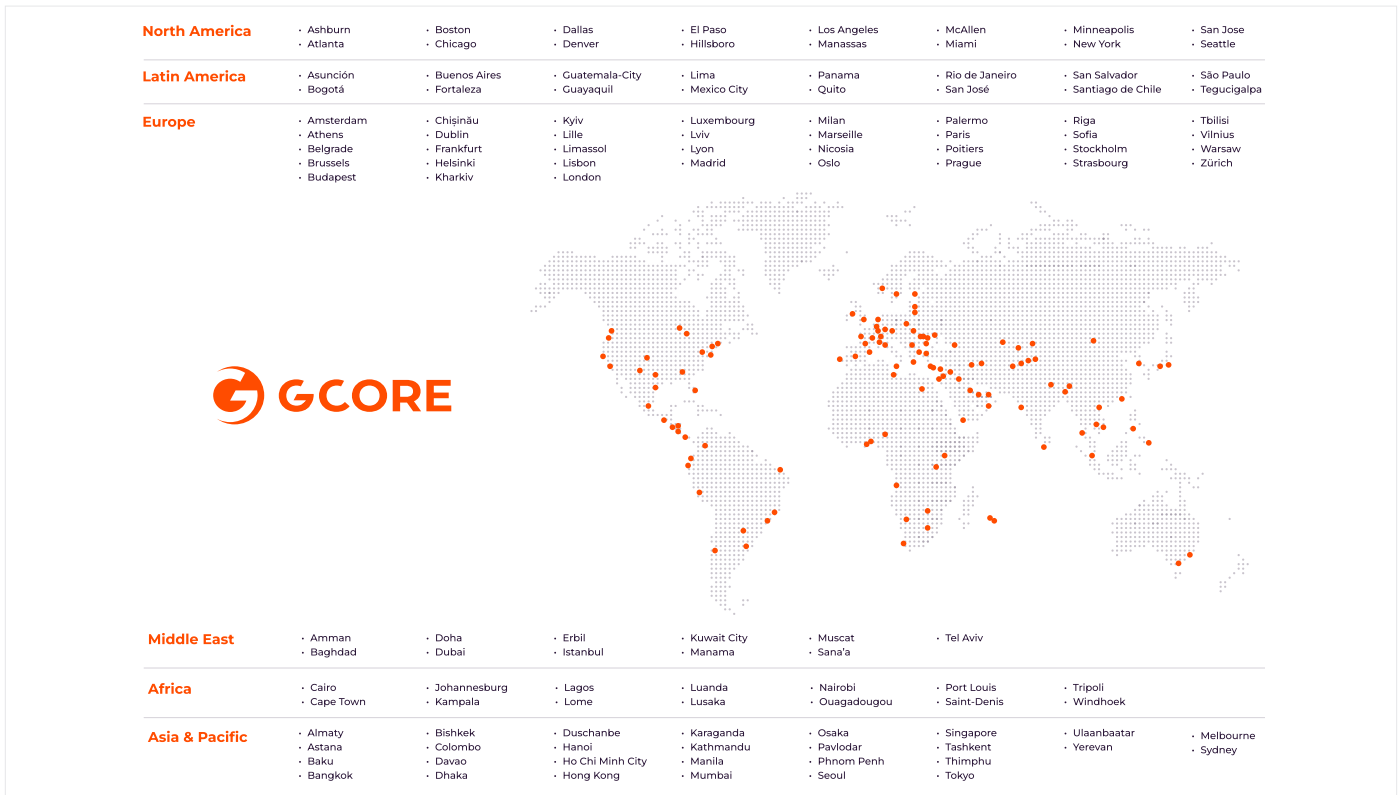 North America
Ashburn
Atlanta
Boston
Chicago
Dallas
Denver
El Paso
Hillsboro
Los Angeles
Manassas
McAllen
Miami
Minneapolis
New York
San Jose
Seattle
Latin America
Asunción
Bogotá
Buenos Aires
Fortaleza
Guatemala-City
Guayaquil
Lima
Mexico City
Panama
Quito
Rio de Janeiro
San José
San Salvador
Santiago de Chile
São Paulo
Tegucigalpa
Europe
Amsterdam
Athens
Belgrade
Brussels
Budapest
Chișinău
Dublin
Frankfurt
Helsinki
Kharkiv
Kyiv
Lille
Limassol
Lisbon
London
Luxembourg
Lviv
Lyon
Madrid
Milan
Marseille
Nicosia
Oslo
Palermo
Paris
Poitiers
Prague
Riga
Sofia
Stockholm
Strasbourg
Tbilisi
Vilnius
Warsaw
Zürich
GCORE
Middle East
Amman
Baghdad
Doha
Dubai
Erbil
Istanbul
Kuwait City
Manama
Muscat
Sana’a
Tel Aviv
Africa
Cairo
Cape Town
Johannesburg
Kampala
Lagos
Lome
Luanda
Lusaka
Nairobi
Ouagadougou
Port Louis
Saint-Denis
Tripoli
Windhoek
Asia & Pacific
Almaty
Astana
Baku
Bangkok
Bishkek
Colombo
Davao
Dhaka
Duschanbe
Hanoi
Ho Chi Minh City
Hong Kong
Karaganda
Kathmandu
Manila
Mumbai
Osaka
Pavlodar
Phnom Penh
Seoul
Singapore
Tashkent
Thimphu
Tokyo
Ulaanbaatar
Yerevan
Melbourne
Sydney